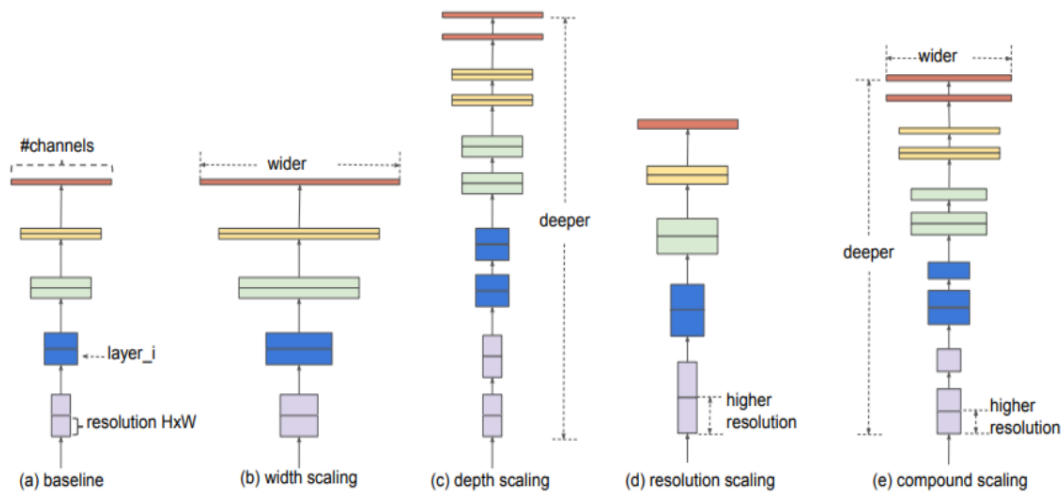 #channels
layer_i
resolution HxW
(a) baseline
wider
(b) width scaling
deeper
(c) depth scaling
higher
resolution
(d) resolution scaling
wider
deeper
higher
resolution
(e) compound scaling